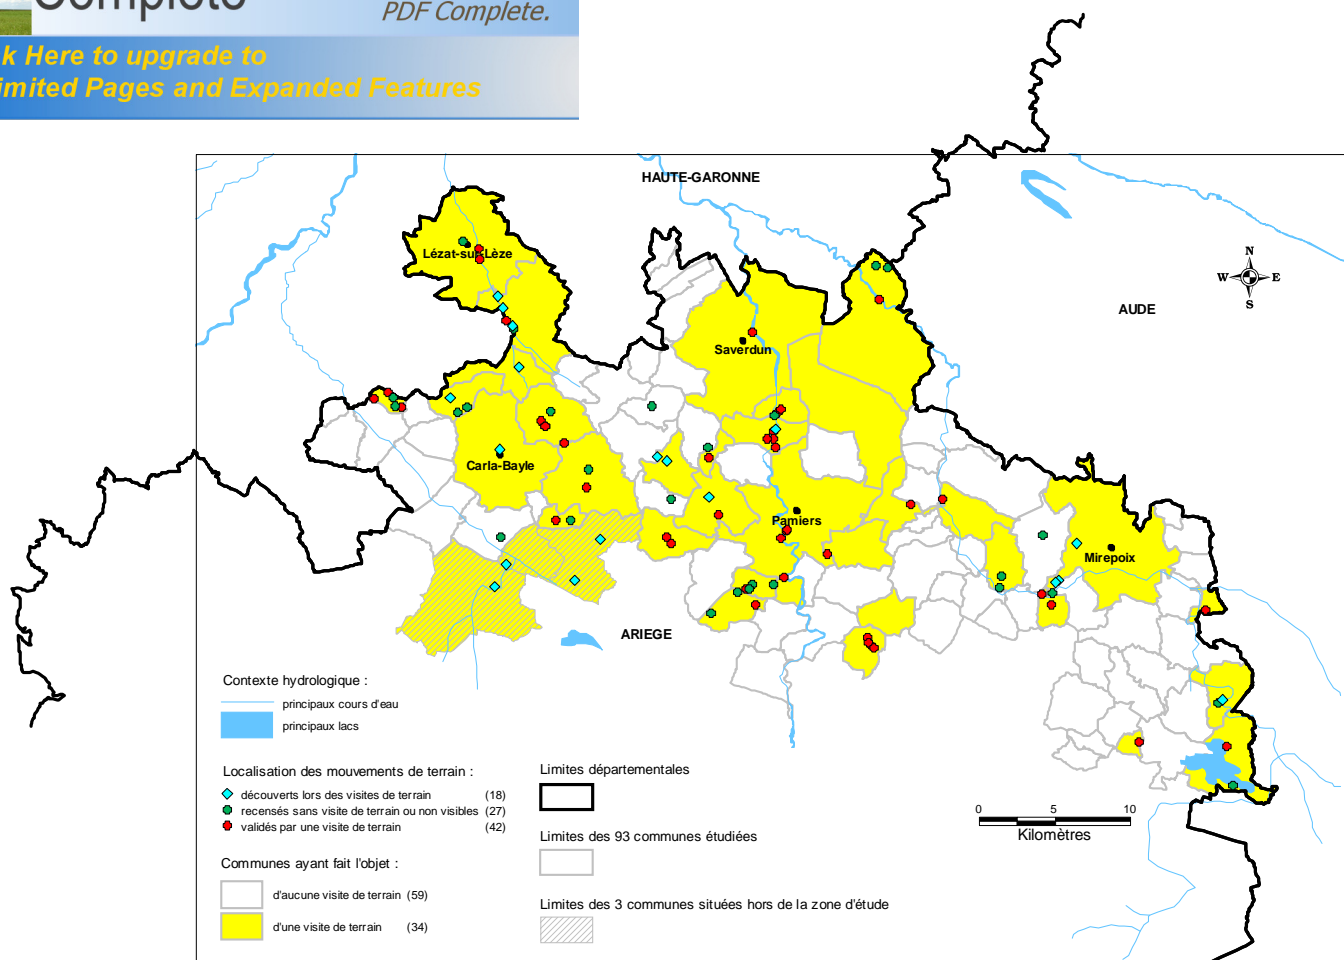 Complete
PDF Complete.
k Here to upgrade to
imited Pages and Expanded Features
HAUTE-GARONNE
AUDE
N
W E
S
Lézat-sur-Lèze
Saverdun
Carla-Bayle
Pamiers
Mirepoix
ARIEGE
Contexte hydrologique :
principaux cours d'eau
principaux lacs
Localisation des mouvements de terrain :
découverts lors des visites de terrain (18)
recensés sans visite de terrain ou non visibles (27)
validés par une visite de terrain (42)
Communes ayant fait l'objet :
d'aucune visite de terrain (59)
d'une visite de terrain (34)
Limites départementales
Limites des 93 communes étudiées
Limites des 3 communes situées hors de la zone d'étude
0 5 10
Kilomètres